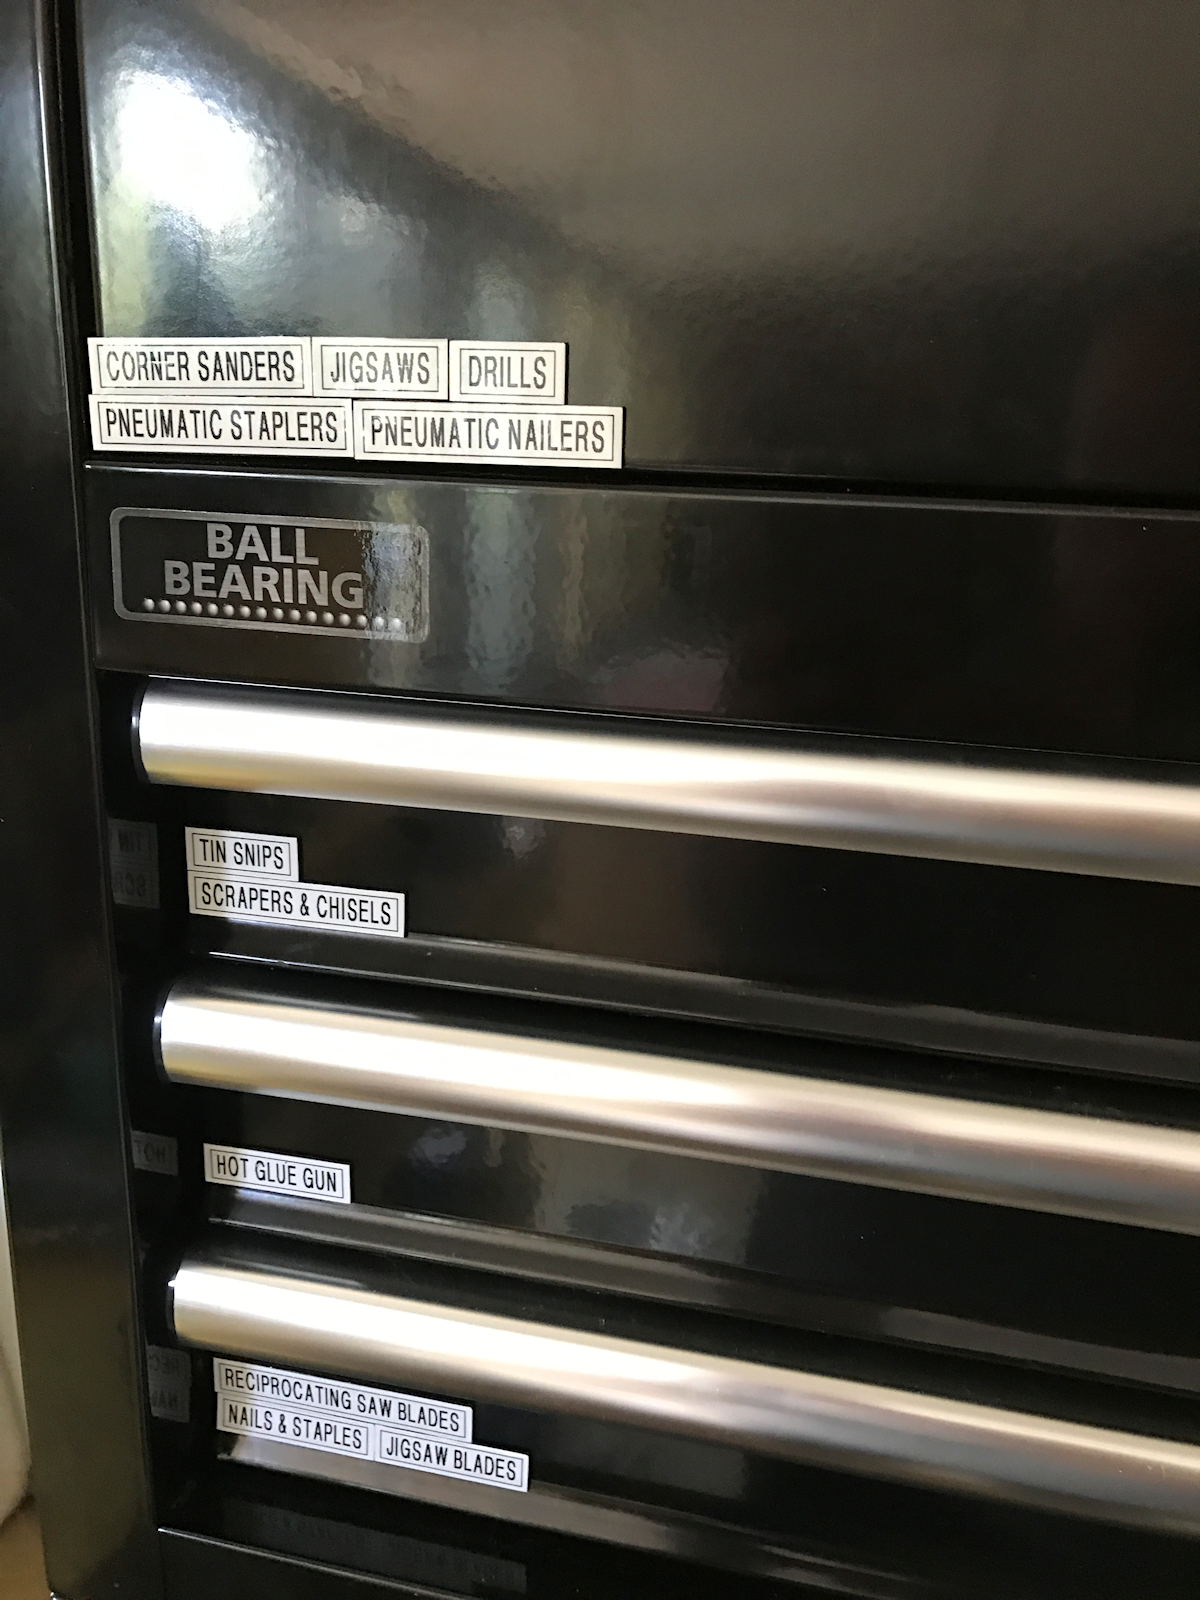 CORNER SANDERS JIGSAWS DRILLS
PNEUMATIC STAPLERS PNEUMATIC NAILERS
BALL
BEARING
TIN SNIPS
SCRAPERS & CHISELS
HOT GLUE GUN
RECIPROCATING SAW BLADES
NAILS & STAPLES JIGSAW BLADES